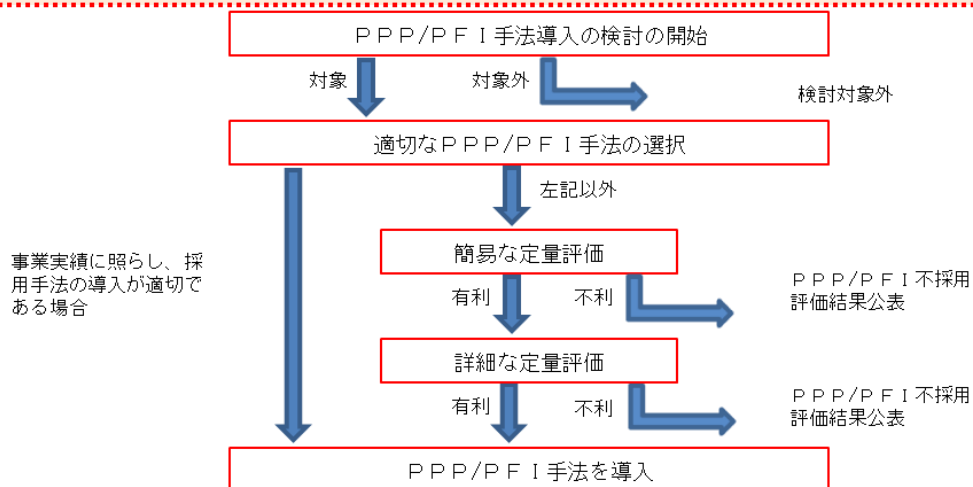 ＰＰＰ/ＰＦＩ手法導入の検討の開始
対象
対象外
検討対象外
適切なＰＰＰ/ＰＦＩ手法の選択
左記以外
事業実績に照らし、採
用手法の導入が適切で
ある場合
簡易な定量評価
有利
不利
ＰＰＰ/ＰＦＩ不採用
評価結果公表
詳細な定量評価
有利
不利
ＰＰＰ/ＰＦＩ不採用
評価結果公表
ＰＰＰ/ＰＦＩ手法を導入